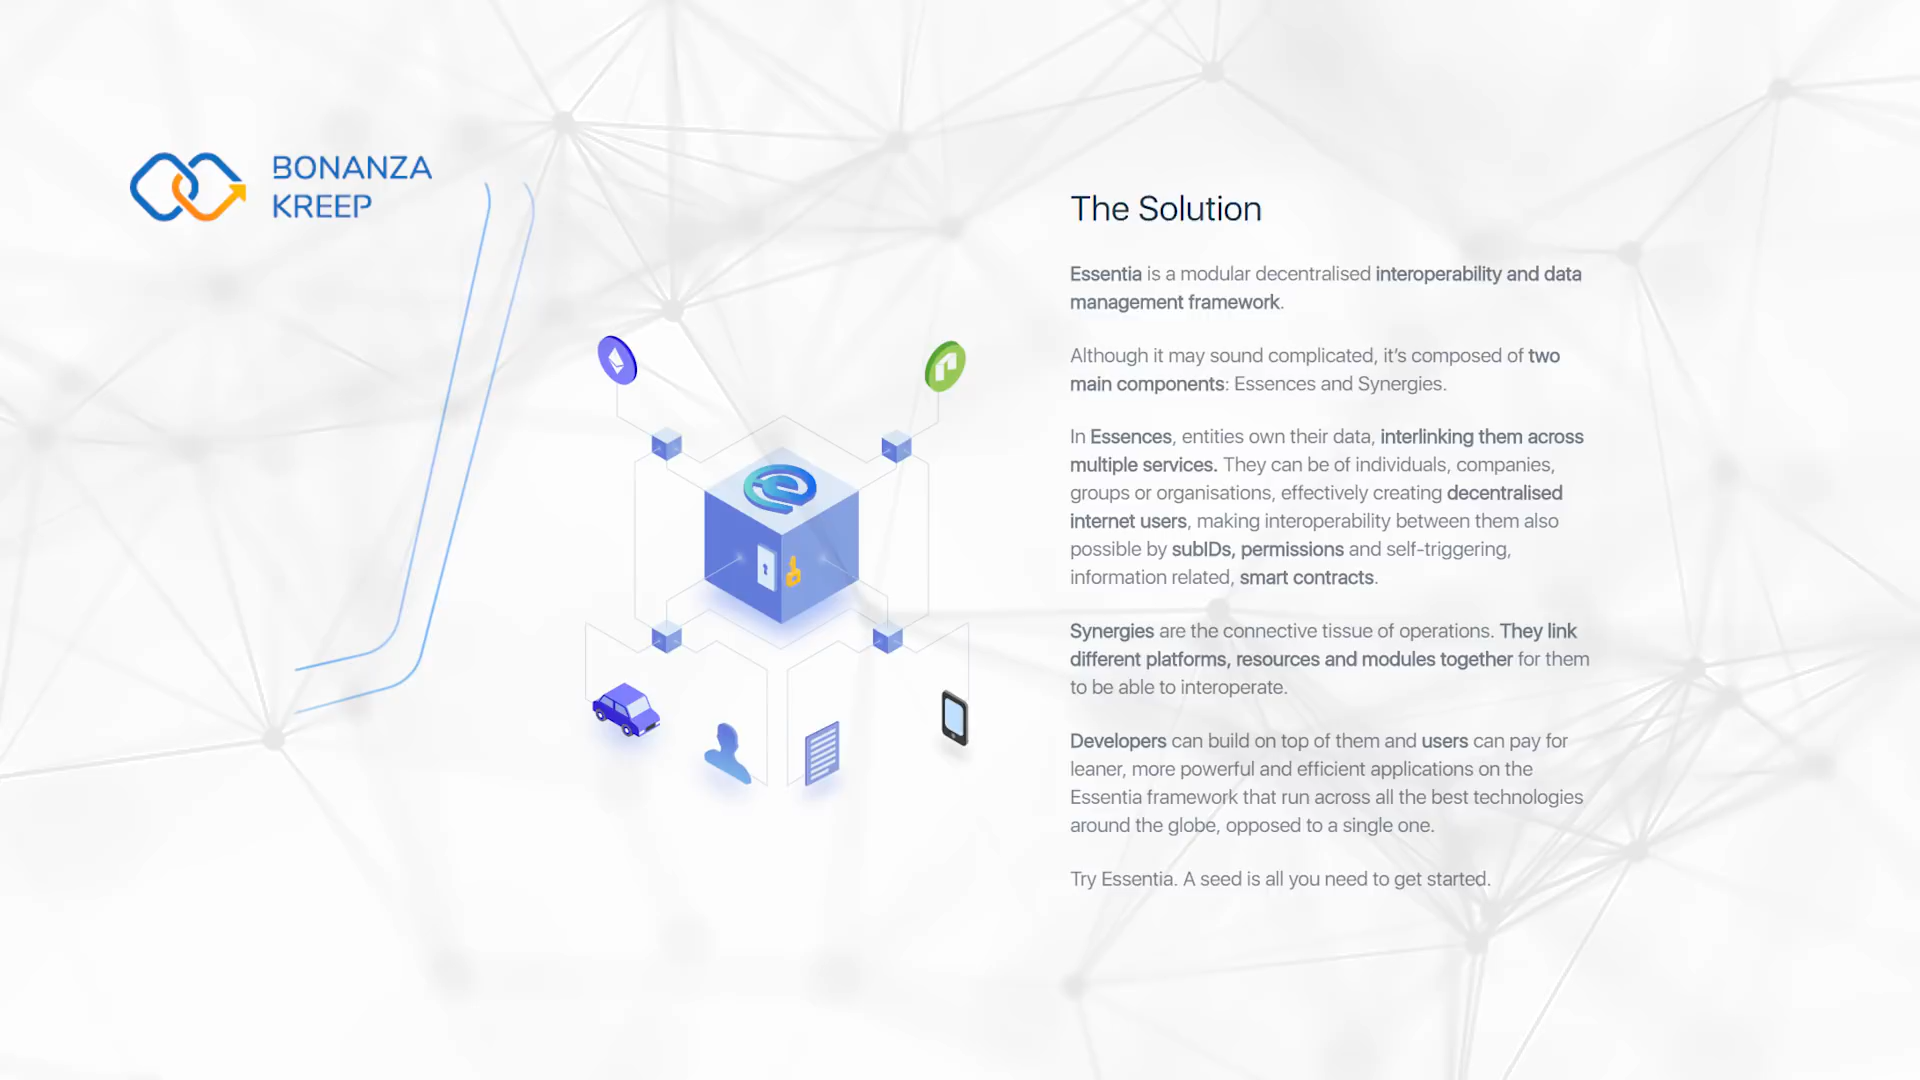 BONANZA
KREEP
The Solution
Essentia is a modular decentralised interoperability and data
management framework.
Although it may sound complicated, it’s composed of two
main components: Essences and Synergies.
In Essences, entities own their data, interlinking them across
multiple services. They can be of individuals, companies,
groups or organisations, effectively creating decentralised
internet users, making interoperability between them also
possible by subIDs, permissions and self-triggering,
information related, smart contracts.
Synergies are the connective tissue of operations. They link
different platforms, resources and modules together for them
to be able to interoperate.
Developers can build on top of them and users can pay for
leaner, more powerful and efficient applications on the
Essentia framework that run across all the best technologies
around the globe, opposed to a single one.
Try Essentia. A seed is all you need to get started.